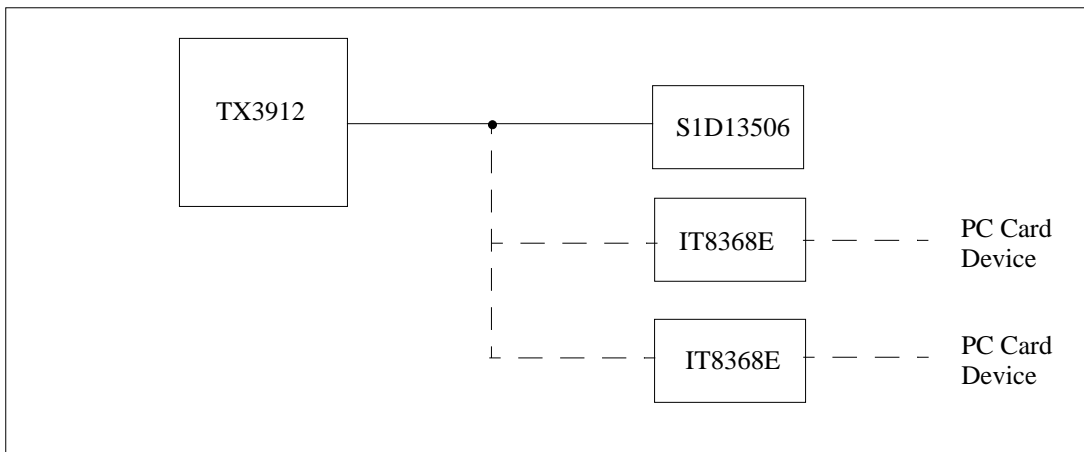 TX3912
S1D13506
IT8368E
PC Card
Device
IT8368E
PC Card
Device